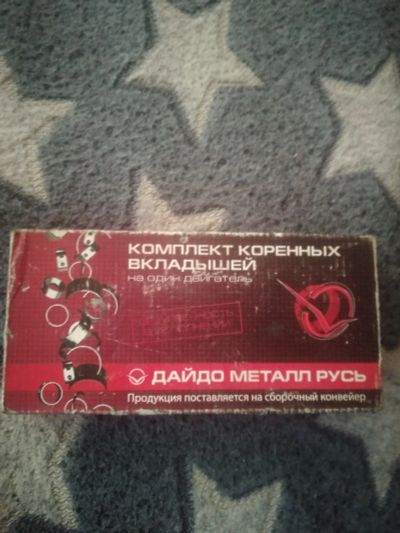 КОМПЛЕКТ КОРЕННЫХ
ВКЛАДЫШЕЙ
на один двигатель
ДАЙДО МЕТАЛЛ РУСЬ
Продукция поставляется на сборочный конвейер